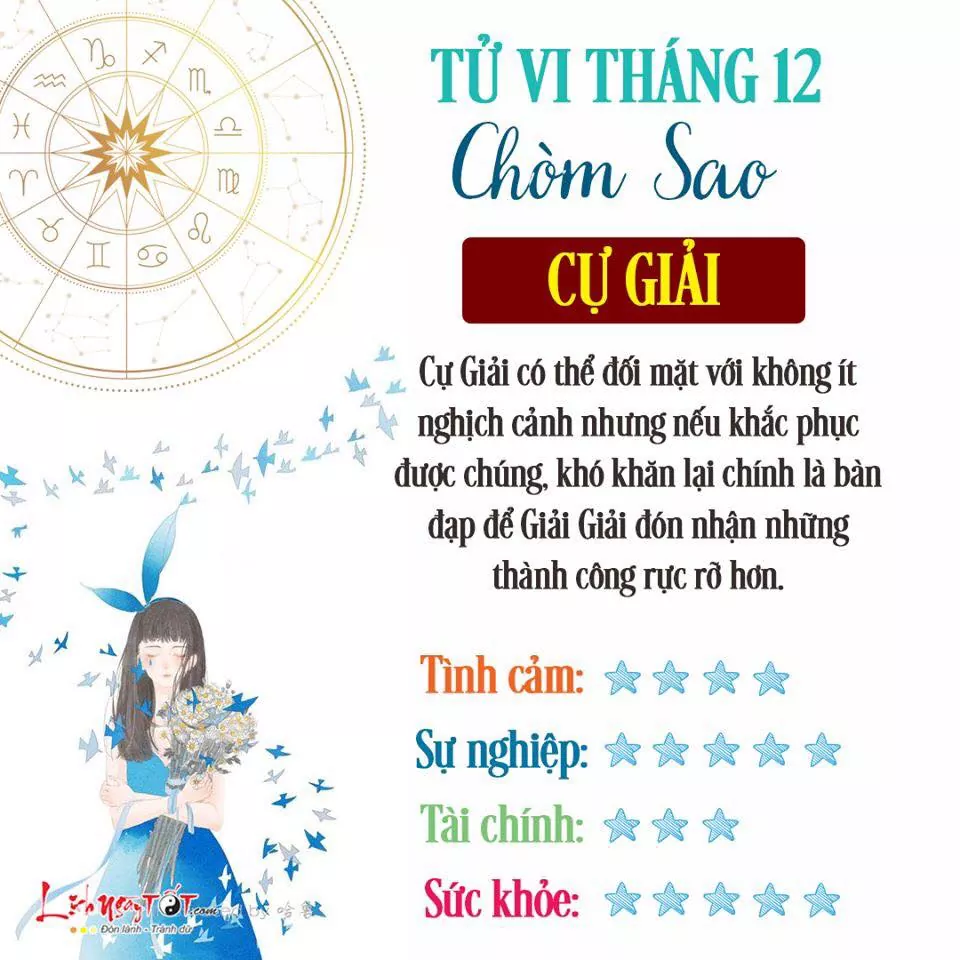 TỬ VI THÁNG 12
Chòm Sao
CỰ GIẢI
Cự Giải có thể đối mặt với không ít
nghịch cảnh nhưng nếu khắc phục
được chúng, khó khăn lại chính là bàn
đạp để Giải Giải đón nhận những
thành công rực rỡ hơn.
Tình cảm:
Sự nghiệp:
Tài chính:
Sức khỏe:
LịchNgàyTỐT.com
Đón lành - Tránh dữ